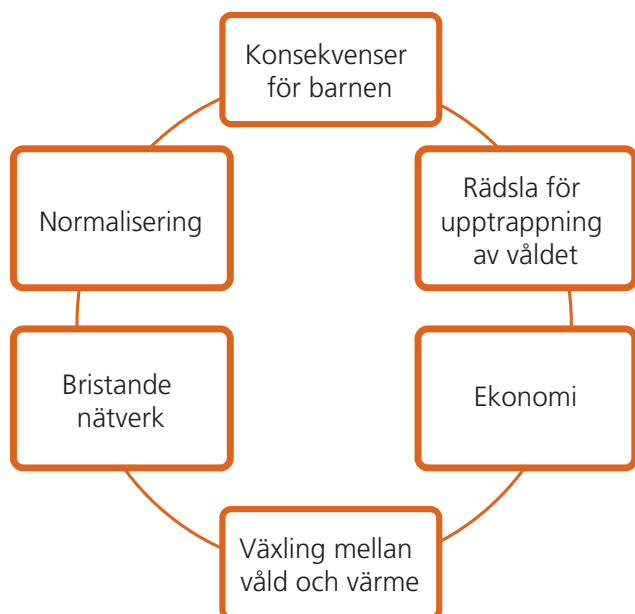 Konsekvenser
för barnen
Rädsla för
upptrappning
av våldet
Ekonomi
Växling mellan
våld och värme
Bristande
nätverk
Normalisering